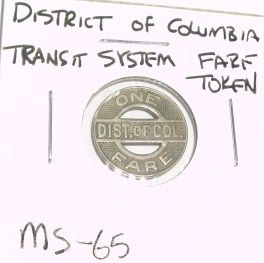 DISTRICT OF COLUMBIA
TRANSIT SYSTEM FARE
TOKEN
ONE
DIST. OF COL.
FARE
MS-65